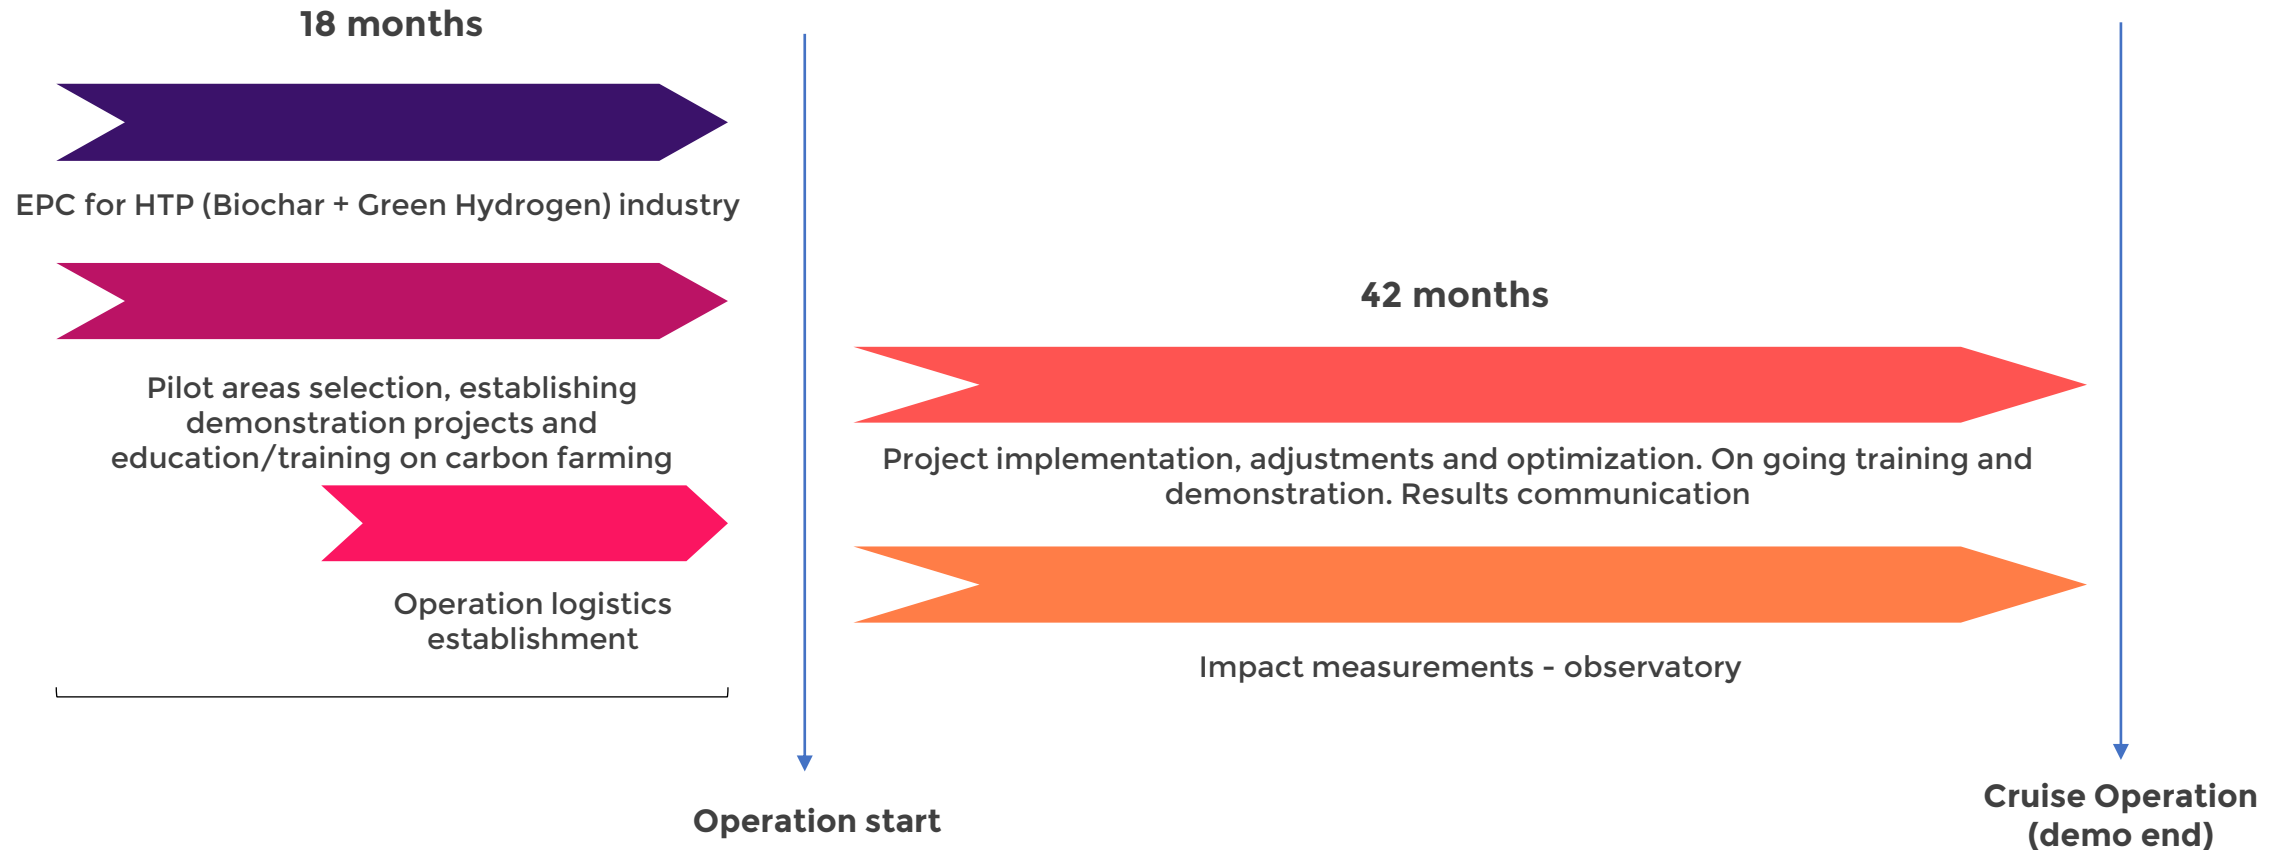 18 months
EPC for HTP (Biochar + Green Hydrogen) industry
Pilot areas selection, establishing
demonstration projects and
education/training on carbon farming
Operation logistics
establishment
42 months
Project implementation, adjustments and optimization. On going training and
demonstration. Results communication
Impact measurements - observatory
Operation start
Cruise Operation
(demo end)